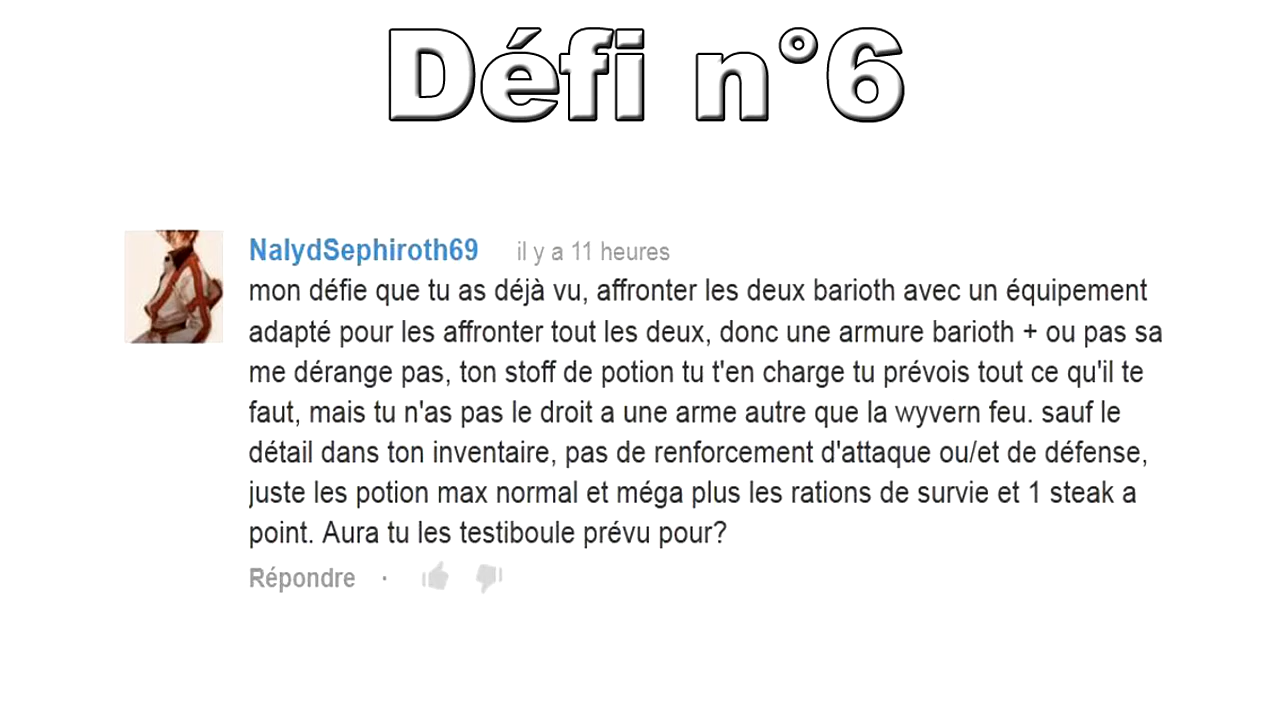 Défi n°6
NalydSephiroth69 il y a 11 heures
mon défie que tu as déjà vu, affronter les deux barioth avec un équipement
adapté pour les affronter tout les deux, donc une armure barioth + ou pas sa
me dérange pas, ton stoff de potion tu t'en charge tu prévois tout ce qu'il te
faut, mais tu n'as pas le droit a une arme autre que la wyvern feu. sauf le
détail dans ton inventaire, pas de renforcement d'attaque ou/et de défense,
juste les potion max normal et méga plus les rations de survie et 1 steak a
point. Aura tu les testiboule prévu pour?
Répondre ·